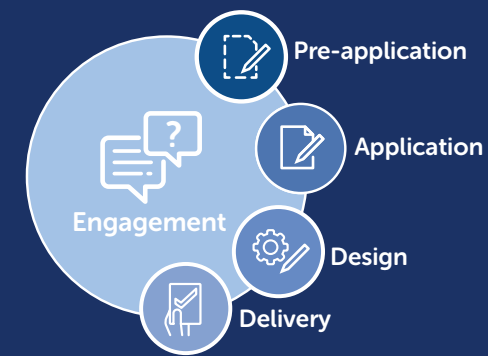 Pre-application
Application
?
Engagement
Design
Delivery